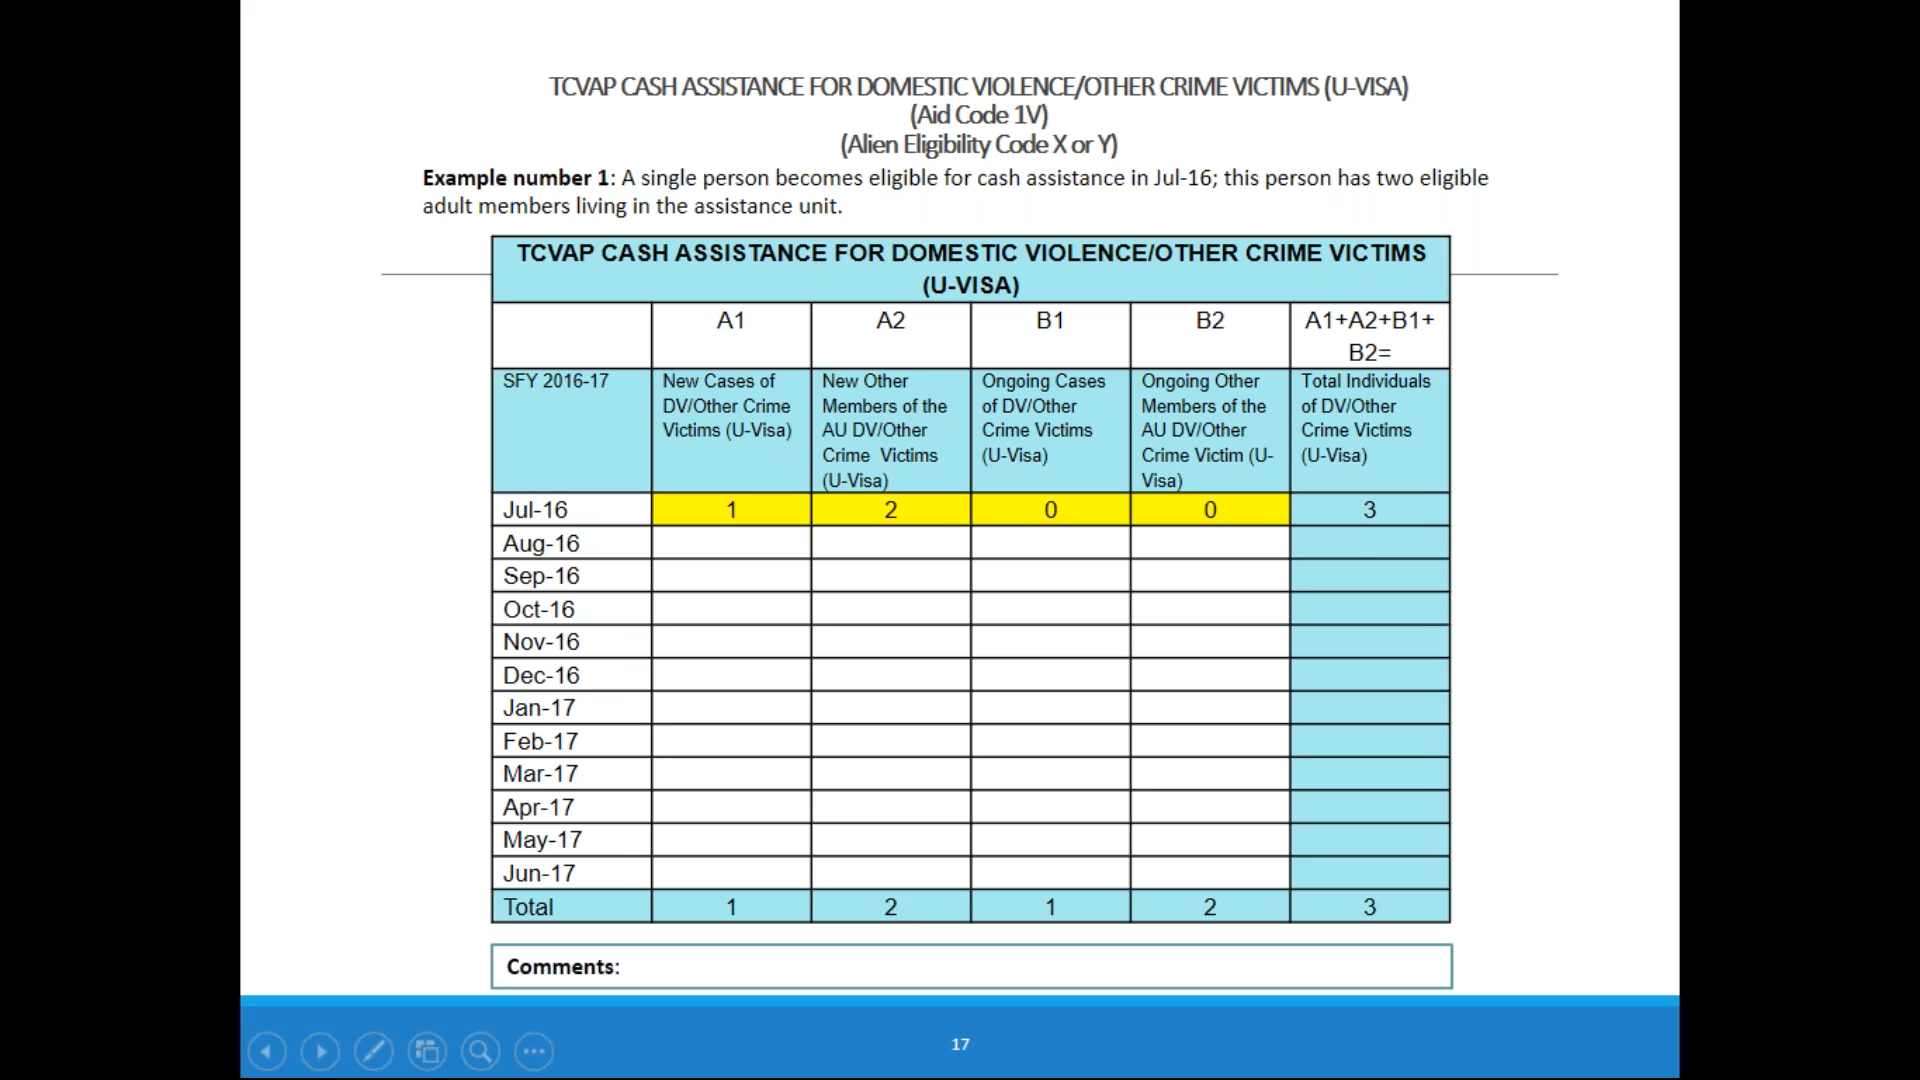 TCVAP CASH ASSISTANCE FOR DOMESTIC VIOLENCE/OTHER CRIME VICTIMS (U-VISA)
(Aid Code 1V)
(Alien Eligibility Code X or Y)
Example number 1: A single person becomes eligible for cash assistance in Jul-16; this person has two eligible
adult members living in the assistance unit.
TCVAP CASH ASSISTANCE FOR DOMESTIC VIOLENCE/OTHER CRIME VICTIMS
(U-VISA)
A1 A2 B1 B2 A1+A2+B1+
B2=
SFY 2016-17
New Cases of
DV/Other Crime
Victims (U-Visa)
New Other
Members of the
AU DV/Other
Crime Victims
(U-Visa)
Ongoing Cases
of DV/Other
Crime Victims
(U-Visa)
Ongoing Other
Members of the
AU DV/Other
Crime Victim (U-
Visa)
Total Individuals
of DV/Other
Crime Victims
(U-Visa)
Jul-16 1 2 0 0 3
Aug-16
Sep-16
Oct-16
Nov-16
Dec-16
Jan-17
Feb-17
Mar-17
Apr-17
May-17
Jun-17
Total 1 2 1 2 3
Comments:
17